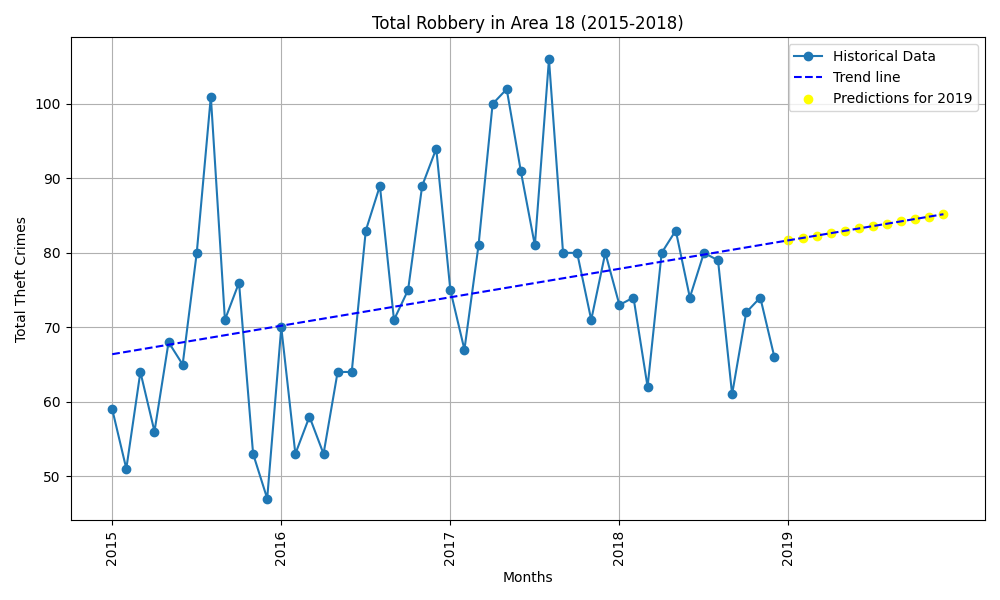 Total Robbery in Area 18 (2015-2018)
Historical Data
Trend line
Predictions for 2019
Total Theft Crimes
100
90
80
70
60
50
2015
2016
2017
2018
2019
Months